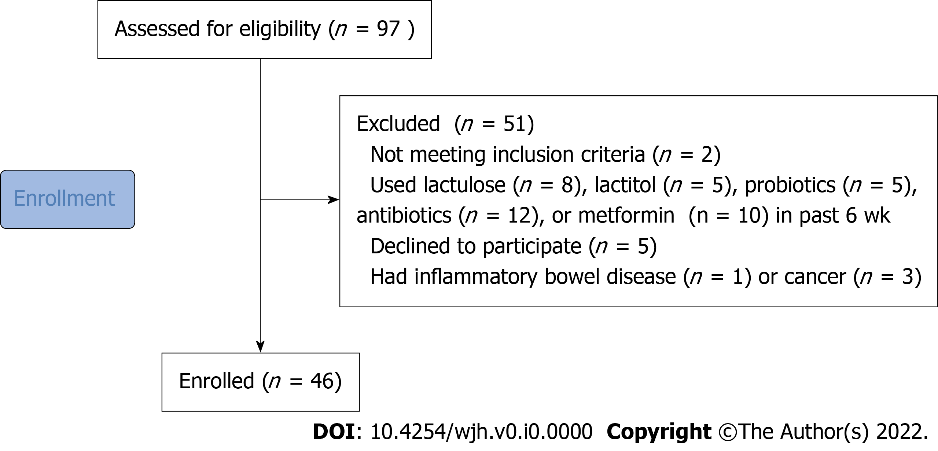 Assessed for eligibility (n = 97 )
Excluded (n = 51)
Not meeting inclusion criteria (n = 2)
Used lactulose (n = 8), lactitol (n = 5), probiotics (n = 5),
antibiotics (n = 12), or metformin (n = 10) in past 6 wk
Declined to participate (n = 5)
Had inflammatory bowel disease (n = 1) or cancer (n = 3)
Enrollment
Enrolled (n = 46)
DOI: 10.4254/wjh.v0.i0.0000 Copyright ©The Author(s) 2022.